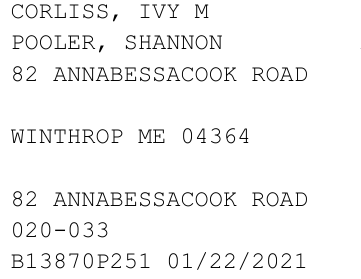 CORLISS, IVY M
POOLER, SHANNON
82 ANNABESSACOOK ROAD
WINTHROP ME 04364
82 ANNABESSACOOK ROAD
020-033
B13870P251 01/22/2021